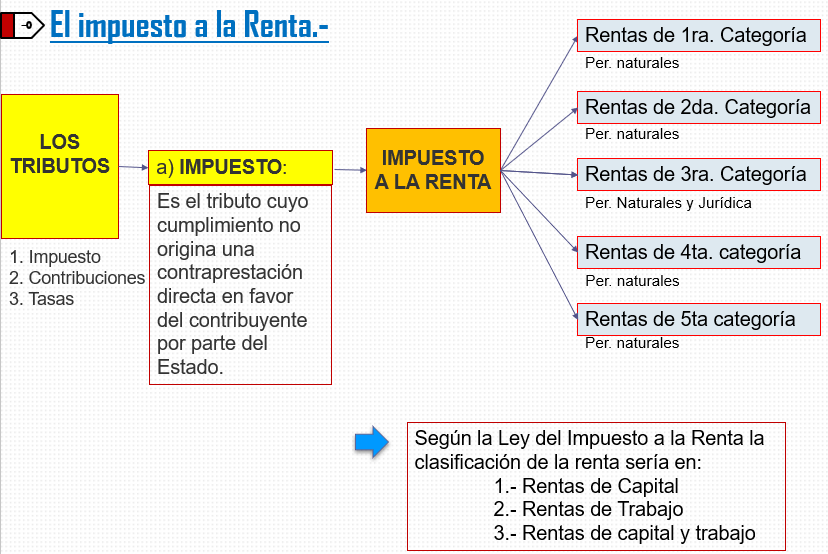 El impuesto a la Renta.-
LOS
TRIBUTOS
1. Impuesto
2. Contribuciones
3. Tasas
a) IMPUESTO:
Es el tributo cuyo
cumplimiento no
origina una
contraprestación
directa en favor
del contribuyente
por parte del
Estado.
IMPUESTO
A LA RENTA
Rentas de 1ra. Categoría
Per. naturales
Rentas de 2da. Categoría
Per. naturales
Rentas de 3ra. Categoría
Per. Naturales y Jurídica
Rentas de 4ta. categoría
Per. naturales
Rentas de 5ta categoría
Per. naturales
Según la Ley del Impuesto a la Renta la
clasificación de la renta sería en:
1.- Rentas de Capital
2.- Rentas de Trabajo
3.- Rentas de capital y trabajo